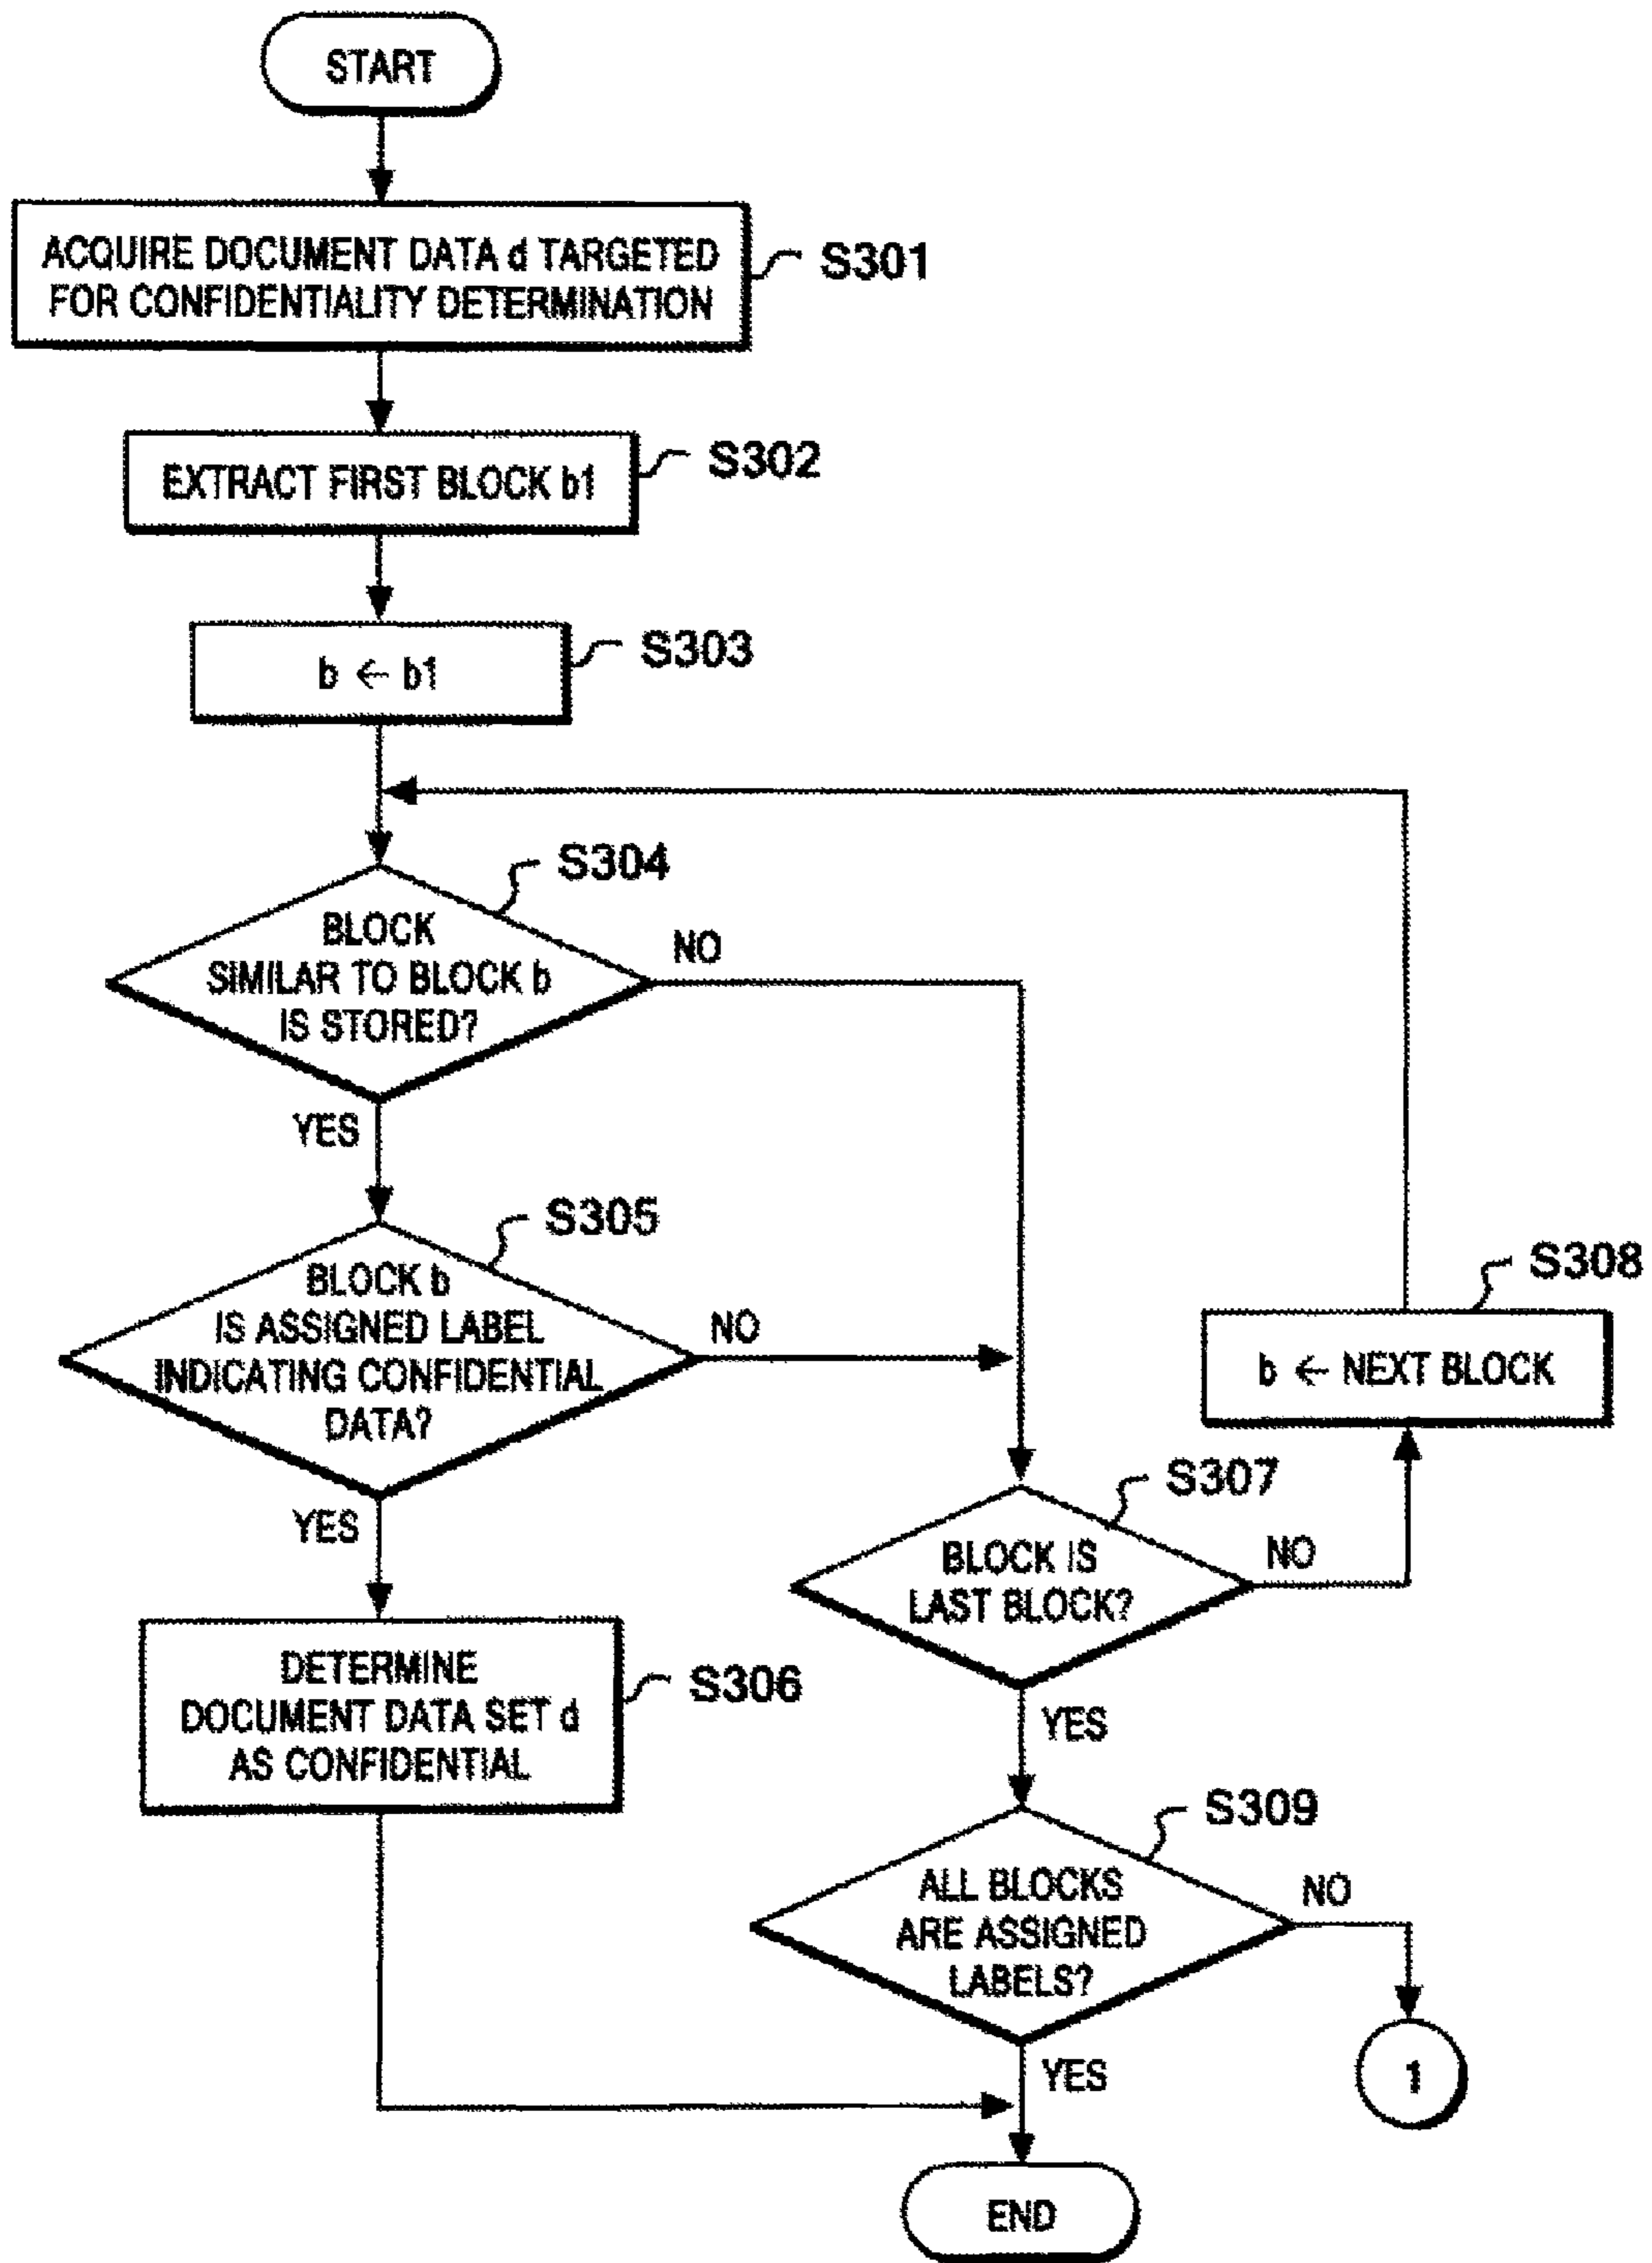 START
ACQUIRE DOCUMENT DATA d TARGETED
FOR CONFIDENTIALITY DETERMINATION
S301
EXTRACT FIRST BLOCK b1
S302
b ← b1
S303
S304
BLOCK
SIMILAR TO BLOCK b
IS STORED?
NO
YES
S305
BLOCK b
IS ASSIGNED LABEL
INDICATING CONFIDENTIAL
DATA?
NO
YES
S308
b ← NEXT BLOCK
S307
BLOCK IS
LAST BLOCK?
NO
YES
DETERMINE
DOCUMENT DATA SET d
AS CONFIDENTIAL
S306
S309
ALL BLOCKS
ARE ASSIGNED
LABELS?
NO
YES
1
END